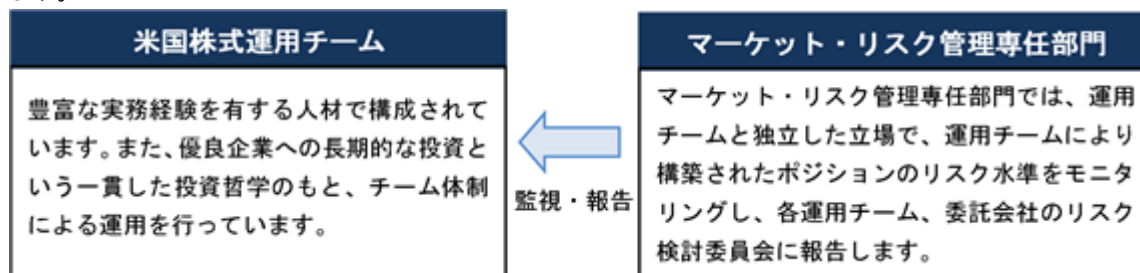 米国株式運用チーム
豊富な実務経験を有する人材で構成されて
います。また、優良企業への長期的な投資と
いう一貫した投資哲学のもと、チーム体制
による運用を行っています。
監視・報告
マーケット・リスク管理専任部門
マーケット・リスク管理専任部門では、運用
チームと独立した立場で、運用チームにより
構築されたポジションのリスク水準をモニタ
リングし、各運用チーム、委託会社のリスク
検討委員会に報告します。